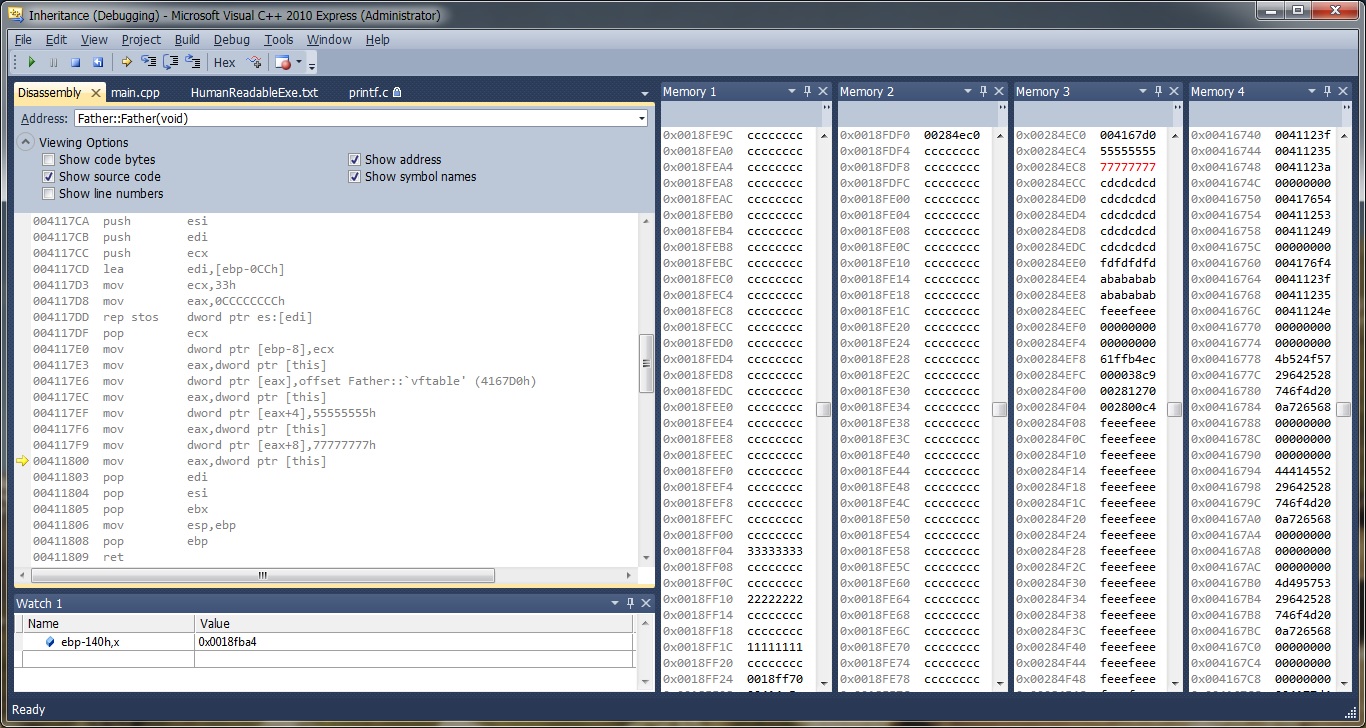 Inheritance (Debugging) - Microsoft Visual C++ 2010 Express (Administrator)
File Edit View Project Build Debug Tools Window Help
Hex
Disassembly main.cpp HumanReadableExe.txt printf.c
Address: Father::Father(void)
Viewing Options
Show code bytes Show address
Show source code Show symbol names
Show line numbers
004117CA push esi
004117CB push edi
004117CC push ecx
004117CD lea edi,[ebp-0CCh]
004117D3 mov ecx,33h
004117D8 mov eax,0CCCCCCCCh
004117DD rep stos dword ptr es:[edi]
004117DF pop ecx
004117E0 mov dword ptr [ebp-8],ecx
004117E3 mov eax,dword ptr [this]
004117E6 mov dword ptr [eax],offset Father::`vftable' (4167D0h)
004117EC mov eax,dword ptr [this]
004117EF mov dword ptr [eax+4],55555555h
004117F6 mov eax,dword ptr [this]
004117F9 mov dword ptr [eax+8],77777777h
00411800 mov eax,dword ptr [this]
00411803 pop edi
00411804 pop esi
00411805 pop ebx
00411806 mov esp,ebp
00411808 pop ebp
00411809 ret
Watch 1
Name Value
ebp-140h,x 0x0018fba4
Memory 1
0x0018FE9C cccccccc
0x0018FEA0 cccccccc
0x0018FEA4 cccccccc
0x0018FEA8 cccccccc
0x0018FEAC cccccccc
0x0018FEB0 cccccccc
0x0018FEB4 cccccccc
0x0018FEB8 cccccccc
0x0018FEBC cccccccc
0x0018FEC0 cccccccc
0x0018FEC4 cccccccc
0x0018FEC8 cccccccc
0x0018FECC cccccccc
0x0018FED0 cccccccc
0x0018FED4 cccccccc
0x0018FED8 cccccccc
0x0018FEDC cccccccc
0x0018FEE0 cccccccc
0x0018FEE4 cccccccc
0x0018FEE8 cccccccc
0x0018FEEC cccccccc
0x0018FEF0 cccccccc
0x0018FEF4 cccccccc
0x0018FEF8 cccccccc
0x0018FEFC cccccccc
0x0018FF00 cccccccc
0x0018FF04 33333333
0x0018FF08 cccccccc
0x0018FF0C cccccccc
0x0018FF10 22222222
0x0018FF14 cccccccc
0x0018FF18 cccccccc
0x0018FF1C 11111111
0x0018FF20 cccccccc
0x0018FF24 0018ff70
Memory 2
0x0018FDF0 00284ec0
0x0018FDF4 cccccccc
0x0018FDF8 cccccccc
0x0018FDFC cccccccc
0x0018FE00 cccccccc
0x0018FE04 cccccccc
0x0018FE08 cccccccc
0x0018FE0C cccccccc
0x0018FE10 cccccccc
0x0018FE14 cccccccc
0x0018FE18 cccccccc
0x0018FE1C cccccccc
0x0018FE20 cccccccc
0x0018FE24 cccccccc
0x0018FE28 cccccccc
0x0018FE2C cccccccc
0x0018FE30 cccccccc
0x0018FE34 cccccccc
0x0018FE38 cccccccc
0x0018FE3C cccccccc
0x0018FE40 cccccccc
0x0018FE44 cccccccc
0x0018FE48 cccccccc
0x0018FE4C cccccccc
0x0018FE50 cccccccc
0x0018FE54 cccccccc
0x0018FE58 cccccccc
0x0018FE5C cccccccc
0x0018FE60 cccccccc
0x0018FE64 cccccccc
0x0018FE68 cccccccc
0x0018FE6C cccccccc
0x0018FE70 cccccccc
0x0018FE74 cccccccc
0x0018FE78 cccccccc
Memory 3
0x00284EC0 004167d0
0x00284EC4 55555555
0x00284EC8 77777777
0x00284ECC cdcdcdcd
0x00284ED0 cdcdcdcd
0x00284ED4 cdcdcdcd
0x00284ED8 cdcdcdcd
0x00284EDC cdcdcdcd
0x00284EE0 fdfdfdfd
0x00284EE4 abababab
0x00284EE8 abababab
0x00284EEC feeefeee
0x00284EF0 00000000
0x00284EF4 00000000
0x00284EF8 61ffb4ec
0x00284EFC 000038c9
0x00284F00 00281270
0x00284F04 002800c4
0x00284F08 feeefeee
0x00284F0C feeefeee
0x00284F10 feeefeee
0x00284F14 feeefeee
0x00284F18 feeefeee
0x00284F1C feeefeee
0x00284F20 feeefeee
0x00284F24 feeefeee
0x00284F28 feeefeee
0x00284F2C feeefeee
0x00284F30 feeefeee
0x00284F34 feeefeee
0x00284F38 feeefeee
0x00284F3C feeefeee
0x00284F40 feeefeee
0x00284F44 feeefeee
0x00284F48 feeefeee
Memory 4
0x00416740 0041123f
0x00416744 00411235
0x00416748 0041123a
0x0041674C 00000000
0x00416750 00417654
0x00416754 00411253
0x00416758 00411249
0x0041675C 00000000
0x00416760 004176f4
0x00416764 0041123f
0x00416768 00411235
0x0041676C 0041124e
0x00416770 00000000
0x00416774 00000000
0x00416778 4b524f57
0x0041677C 29642528
0x00416780 746f4d20
0x00416784 0a726568
0x00416788 00000000
0x0041678C 00000000
0x00416790 00000000
0x00416794 44414552
0x00416798 29642528
0x0041679C 746f4d20
0x004167A0 0a726568
0x004167A4 00000000
0x004167A8 00000000
0x004167AC 00000000
0x004167B0 4d495753
0x004167B4 29642528
0x004167B8 746f4d20
0x004167BC 0a726568
0x004167C0 00000000
0x004167C4 00000000
0x004167C8 00000000
Ready